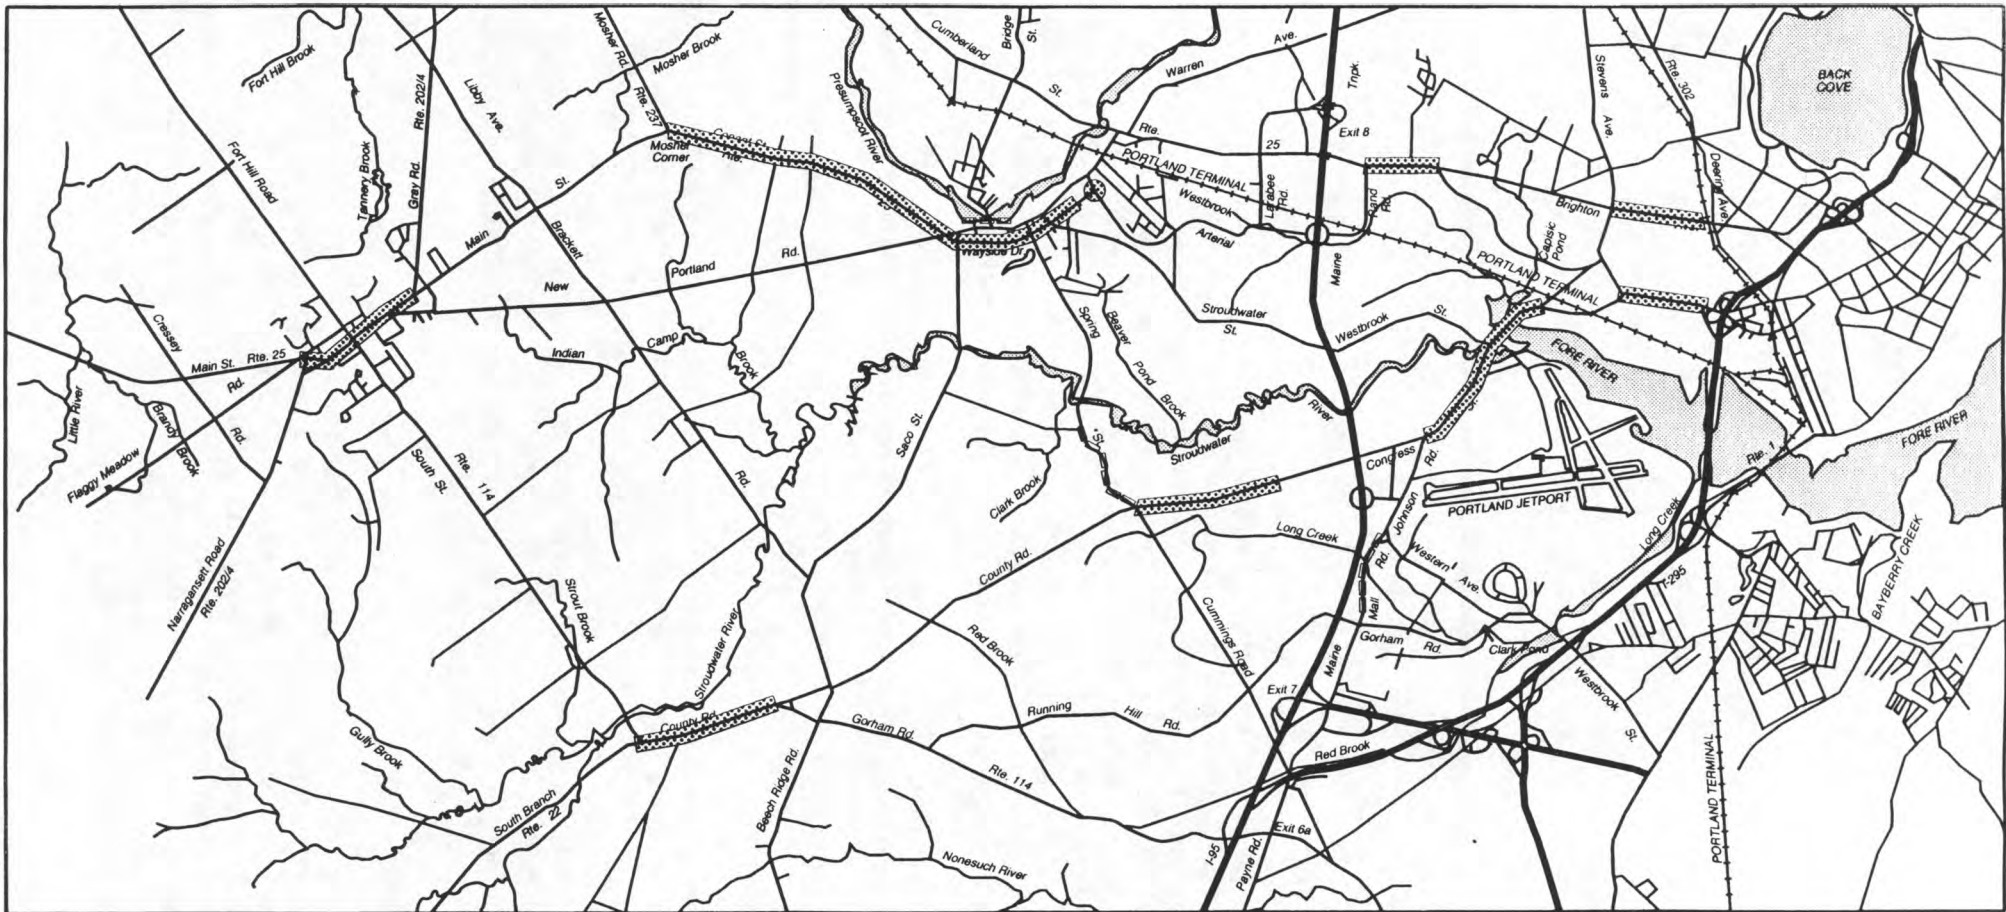 Fort Hill Brook
Tannery Brook
Gray Rd.
Rte. 202/4
Libby Ave.
Mosher Rd.
Rte. 237
Mosher Brook
Presumpscot River
Cumberland
St.
Bridge
St.
Warren
Ave.
Maine
Tnpk.
Exit 8
Stevens
Ave.
Rte. 302
BACK
COVE
Fort Hill Road
Mosher
Corner
Rte.
Main
St.
Rte.
25
PORTLAND TERMINAL
Westbrook
Arterial
Larabee
Rd.
Rand
Rd.
Brighton
Deering Ave.
Capisic
Pond
PORTLAND TERMINAL
Brackett
Rd.
New
Portland
Rd.
Wayside Dr.
Stroudwater
St.
Westbrook
St.
Spring
St.
Beaver
Pond
Brook
Cressey
Rd.
Main St.
Rte. 25
Indian
Camp
Brook
FORE RIVER
Little River
Brandy
Brook
Flaggy Meadow
Rd.
South St.
Rte.
114
Saco St.
Stroudwater
River
Congress
St.
FORE RIVER
Rte. 1
Clark Brook
Johnson
Rd.
PORTLAND JETPORT
Long Creek
Long Creek
Narragansett Road
Rte. 202/4
Strout Brook
County Rd.
Western
Ave.
Mall
Rd.
I-295
BAYBERRY CREEK
Stroudwater River
Red Brook
Cummings Road
Gorham
Rd.
Clark Pond
Westbrook
St.
Maine
Exit 7
County Rd.
Gorham Rd.
Running
Hill
Rd.
Gully Brook
Red Brook
Rte. 114
Beech Ridge Rd.
South Branch
Rte. 22
Nonesuch River
I-95
Payne Rd.
Exit 6a
PORTLAND TERMINAL